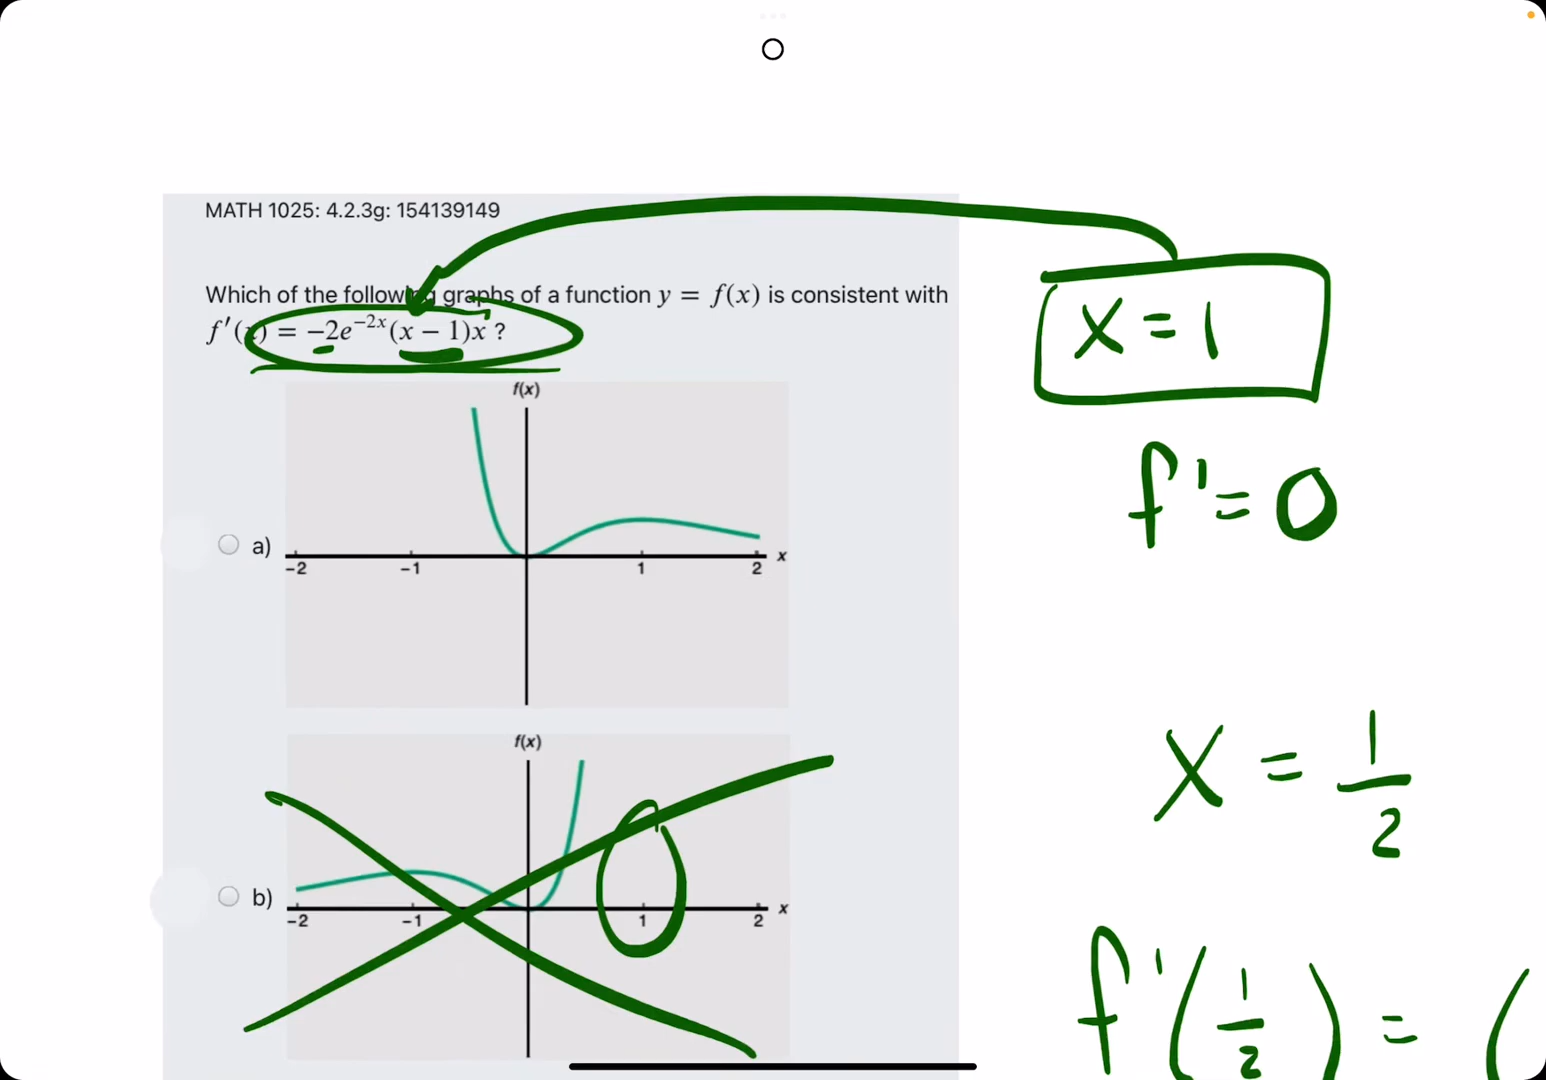 MATH 1025: 4.2.3g: 154139149
Which of the following graphs of a function y = f(x) is consistent with
f′(x) = −2e^{−2x}(x − 1)x ?
x = 1
f(x)
f' = 0
a)
x
−2 −1 1 2
f(x)
x = 1/2
b)
x
−2 −1 1 2
f'(1/2) = (